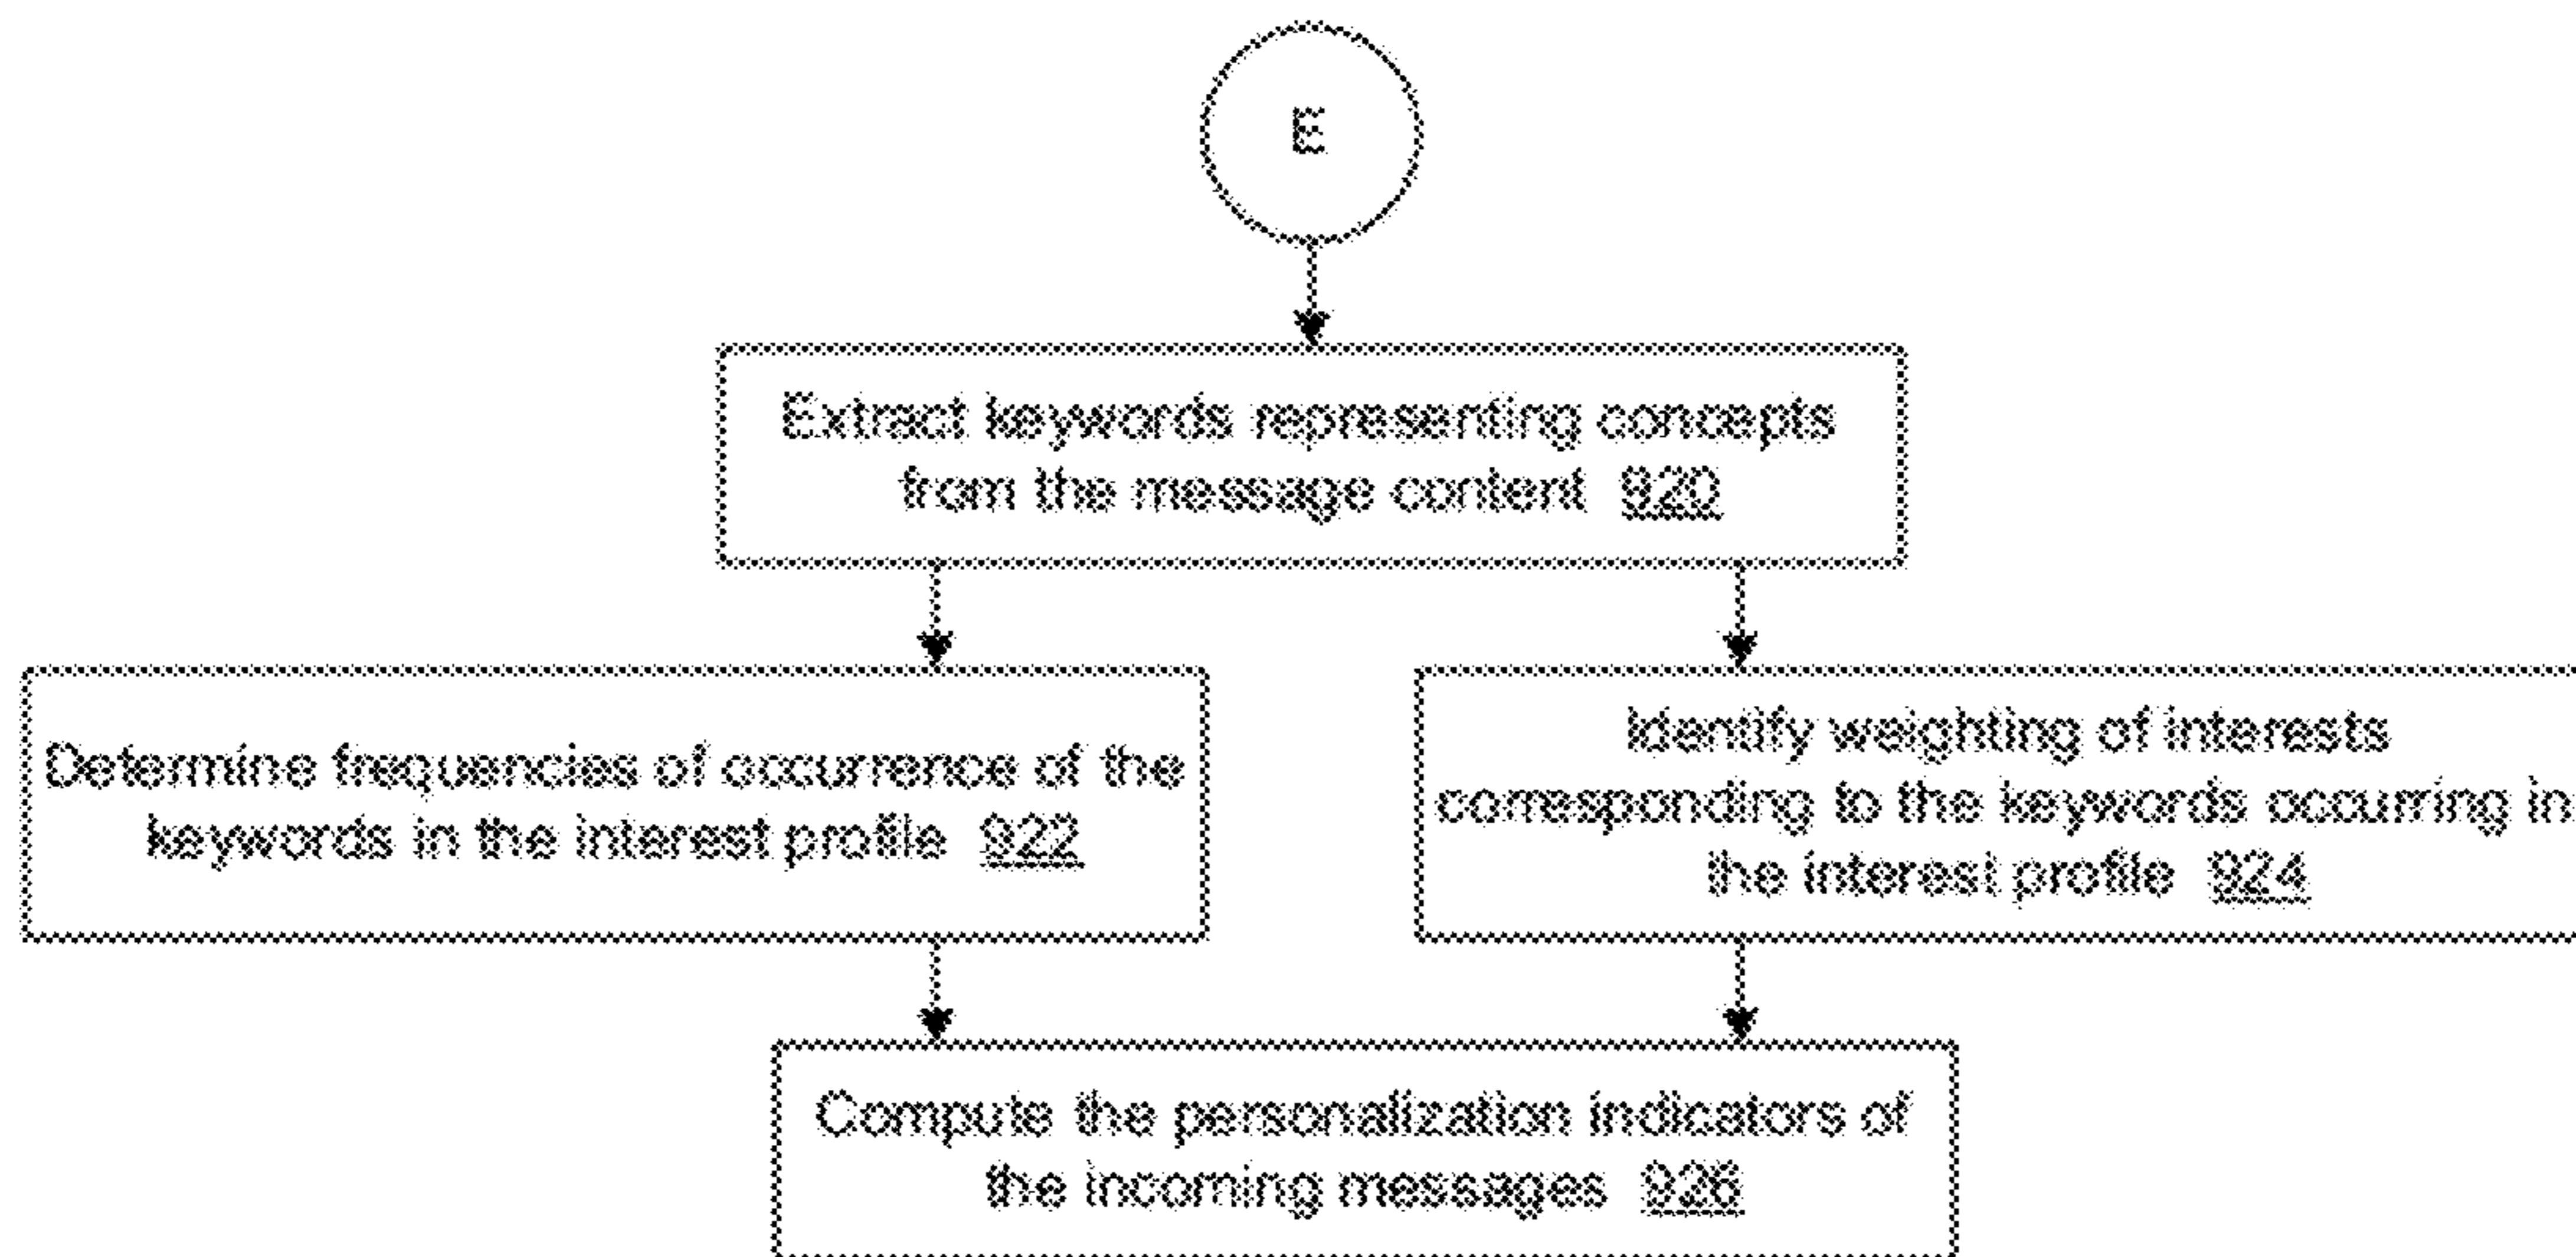 E
Extract keywords representing concepts
from the message content 920
Determine frequencies of occurrence of the
keywords in the interest profile 922
Identify weighting of interests
corresponding to the keywords occurring in
the interest profile 924
Compute the personalization indicators of
the incoming messages 926